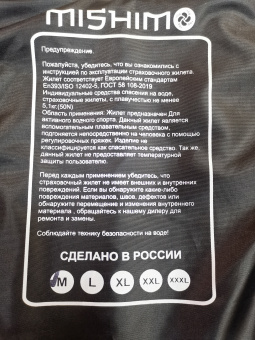 MISHIMO
Предупреждение.
Пожалуйста, убедитесь, что вы ознакомились с
инструкцией по эксплуатации страховочного жилета.
Жилет соответствует Европейским стандартам
En393/ISO 12402-5, ГОСТ 58 108-2019
Индивидуальные средства спасения на воде,
страховочные жилеты, с плавучестью не менее
5,1кг.(50N)
Область применения: Жилет предназначен Для
активного водного спорта. Данный жилет является
вспомогательным плавательным средством,
подгоняется непосредственно на человека с помощью
регулировочных пряжек. Изделие не
классифицируется как спасательное средство. Так же,
данный жилет не предоставляет температурной
защиты пользователю.
Перед каждым применением убедитесь, что
страховочный жилет не имеет внешних и внутренних
повреждений. Если вы обнаружите какие-либо
повреждения материалов, швов, дефектов или
обнаружите перемещение и изменения внутреннего
материала , обращайтесь к нашему дилеру для
ремонта и замены.
Соблюдайте технику безопасности на воде!
СДЕЛАНО В РОССИИ
M L XL XXL XXXL